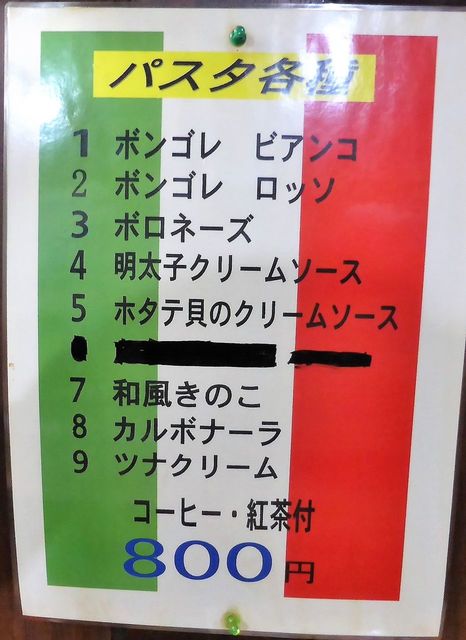 パスタ各種
1 ボンゴレ ビアンコ
2 ボンゴレ ロッソ
3 ボロネーズ
4 明太子クリームソース
5 ホタテ貝のクリームソース
7 和風きのこ
8 カルボナーラ
9 ツナクリーム
コーヒー・紅茶付
800円